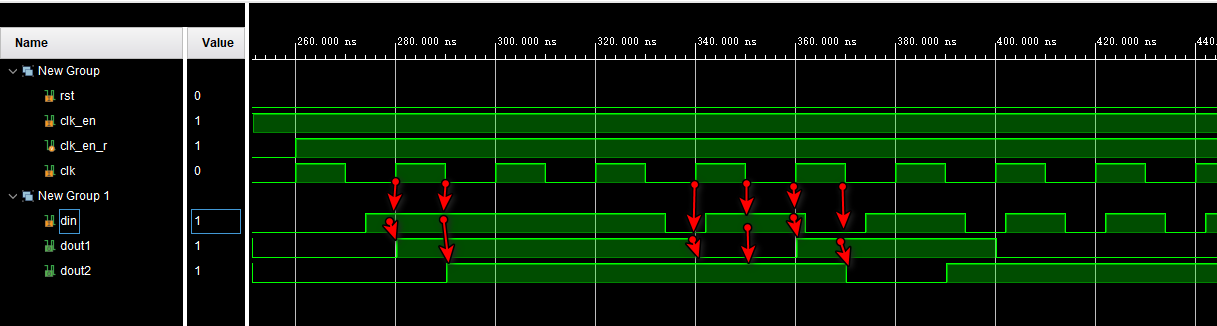 Name Value
260.000 ns 280.000 ns 300.000 ns 320.000 ns 340.000 ns 360.000 ns 380.000 ns 400.000 ns 420.000 ns 440.
New Group
rst 0
clk_en 1
clk_en_r 1
clk 0
New Group 1
din 1
dout1 1
dout2 1